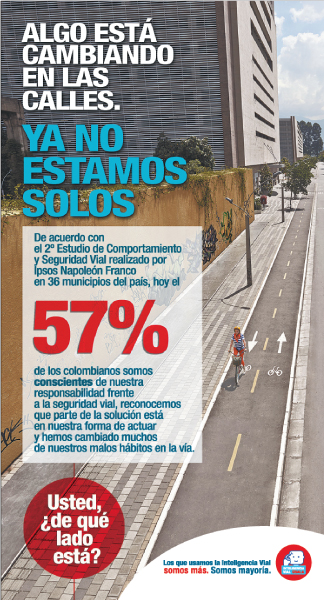 ALGO ESTÁ
CAMBIANDO
EN LAS
CALLES.
YA NO
ESTAMOS
SOLOS
De acuerdo con
el 2º Estudio de Comportamiento
y Seguridad Vial realizado por
Ipsos Napoleón Franco
en 36 municipios del país, hoy el
57%
de los colombianos somos
conscientes de nuestra
responsabilidad frente
a la seguridad vial, reconocemos
que parte de la solución está
en nuestra forma de actuar
y hemos cambiado muchos
de nuestros malos hábitos en la vía.
Usted,
¿de qué
lado
está?
Los que usamos la Inteligencia Vial
somos más. Somos mayoría.